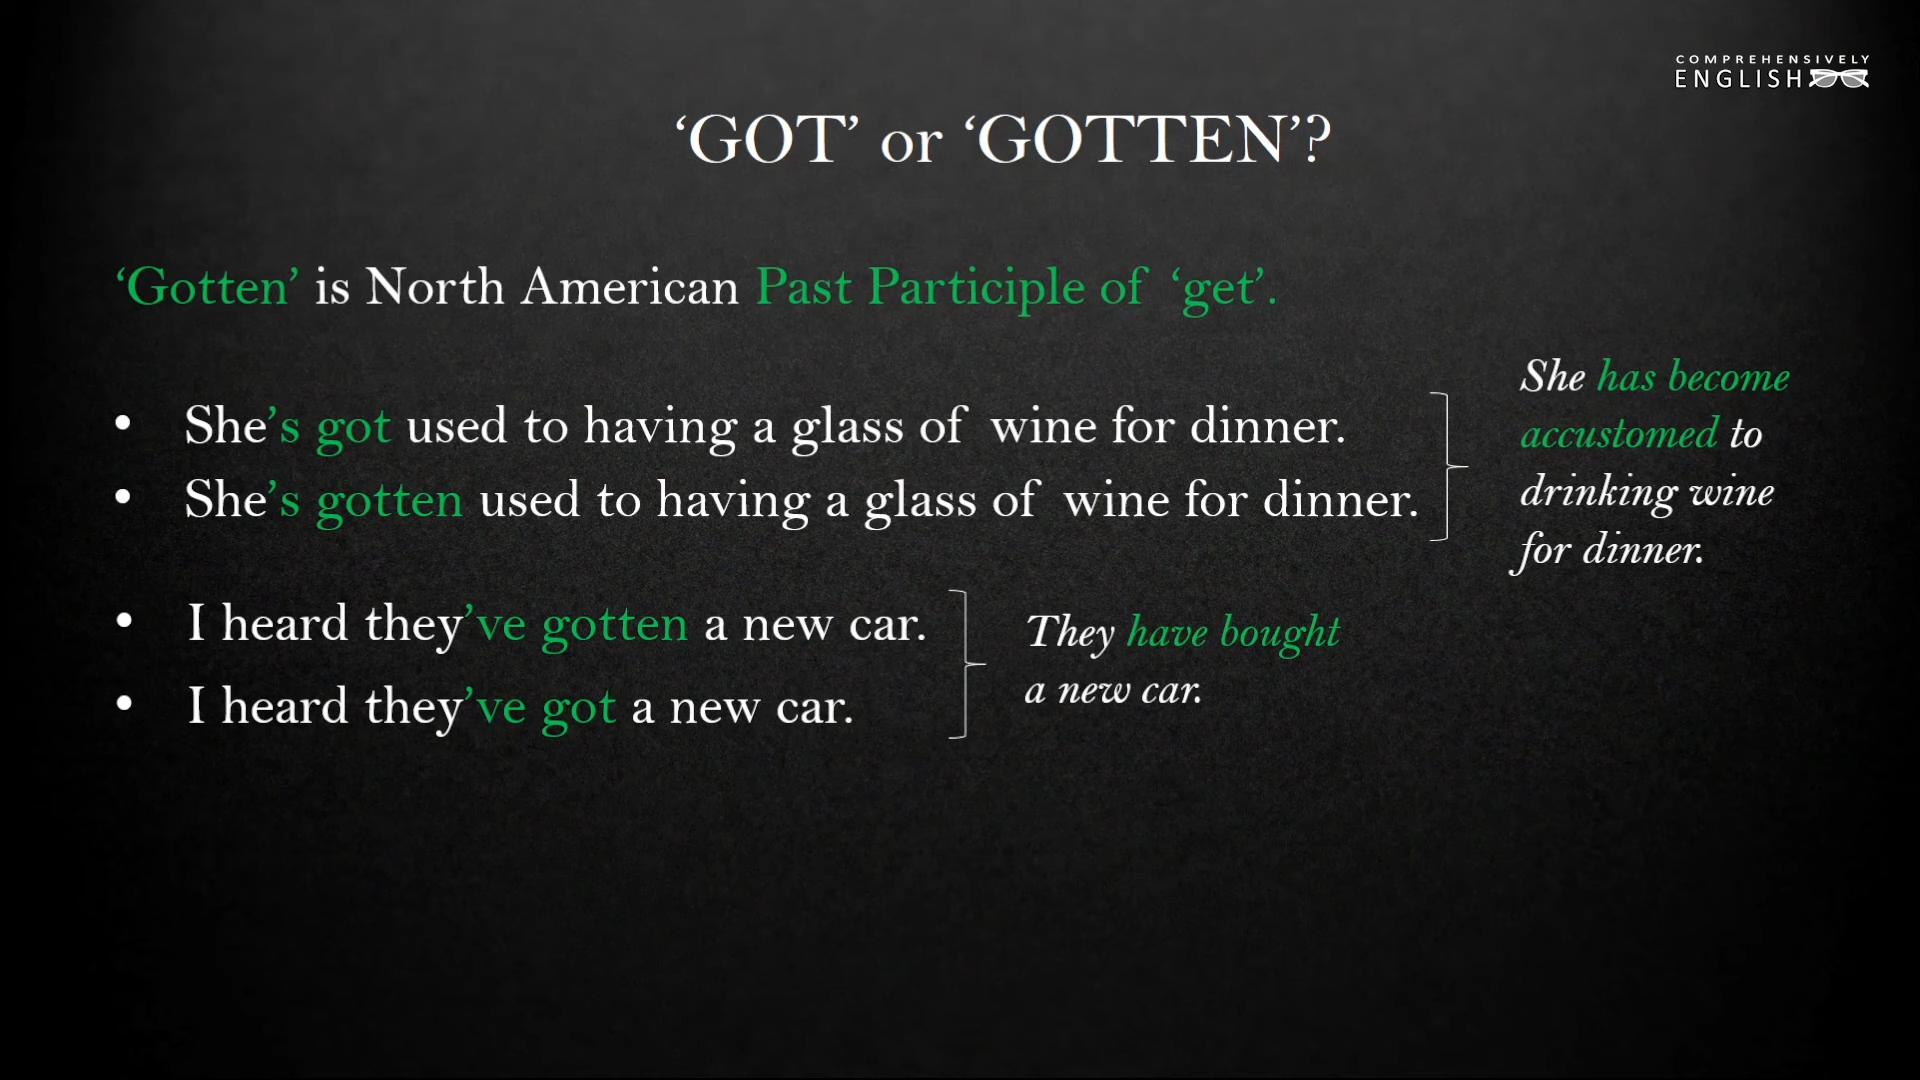 COMPREHENSIVELY
ENGLISH
‘GOT’ or ‘GOTTEN’?
‘Gotten’ is North American Past Participle of ‘get’.
• She’s got used to having a glass of wine for dinner.
• She’s gotten used to having a glass of wine for dinner.
She has become
accustomed to
drinking wine
for dinner.
• I heard they’ve gotten a new car.
• I heard they’ve got a new car.
They have bought
a new car.